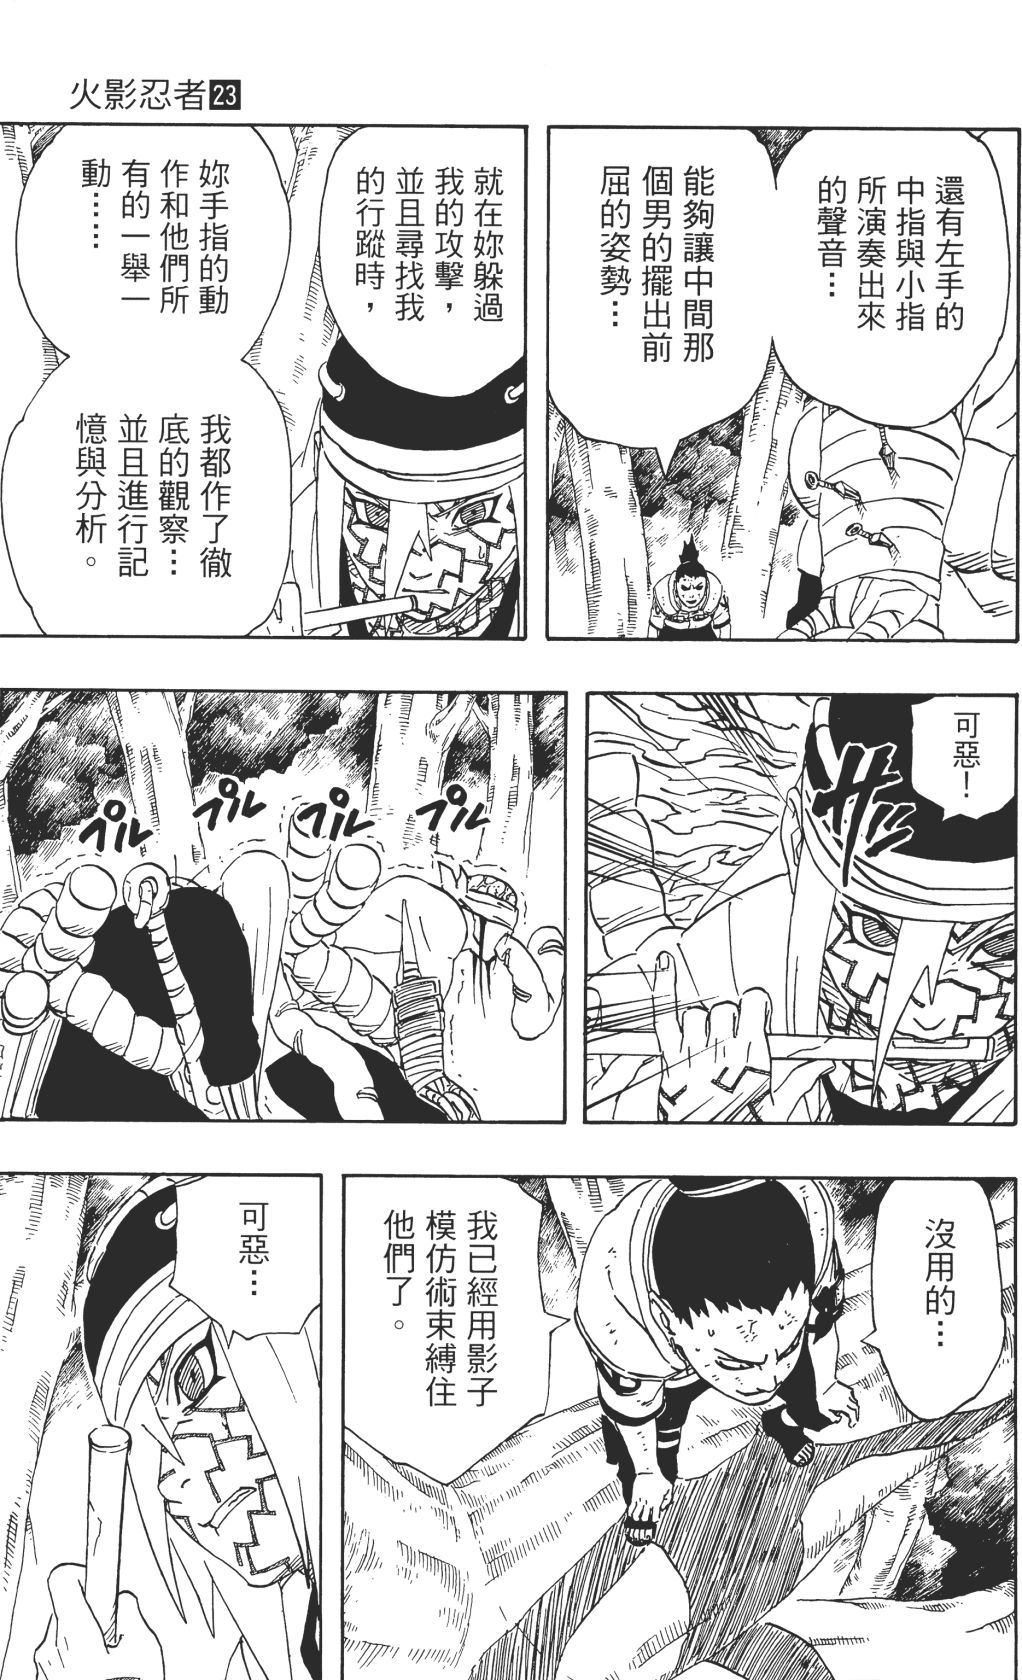 火影忍者23
還有左手的
中指與小指
所演奏出來
的聲音…
能夠讓中間那
個男的擺出前
屈的姿勢…
就在妳躲過
我的攻擊，
並且尋找我
的行蹤時，
妳手指的動
作和他們所
有的一舉一
動……
我都作了徹
底的觀察…
並且進行記
憶與分析。
可惡！
ザッ
プルル
プルル
プルル
プルル
沒用的…
我已經用影子
模仿術束縛住
他們了。
可惡…